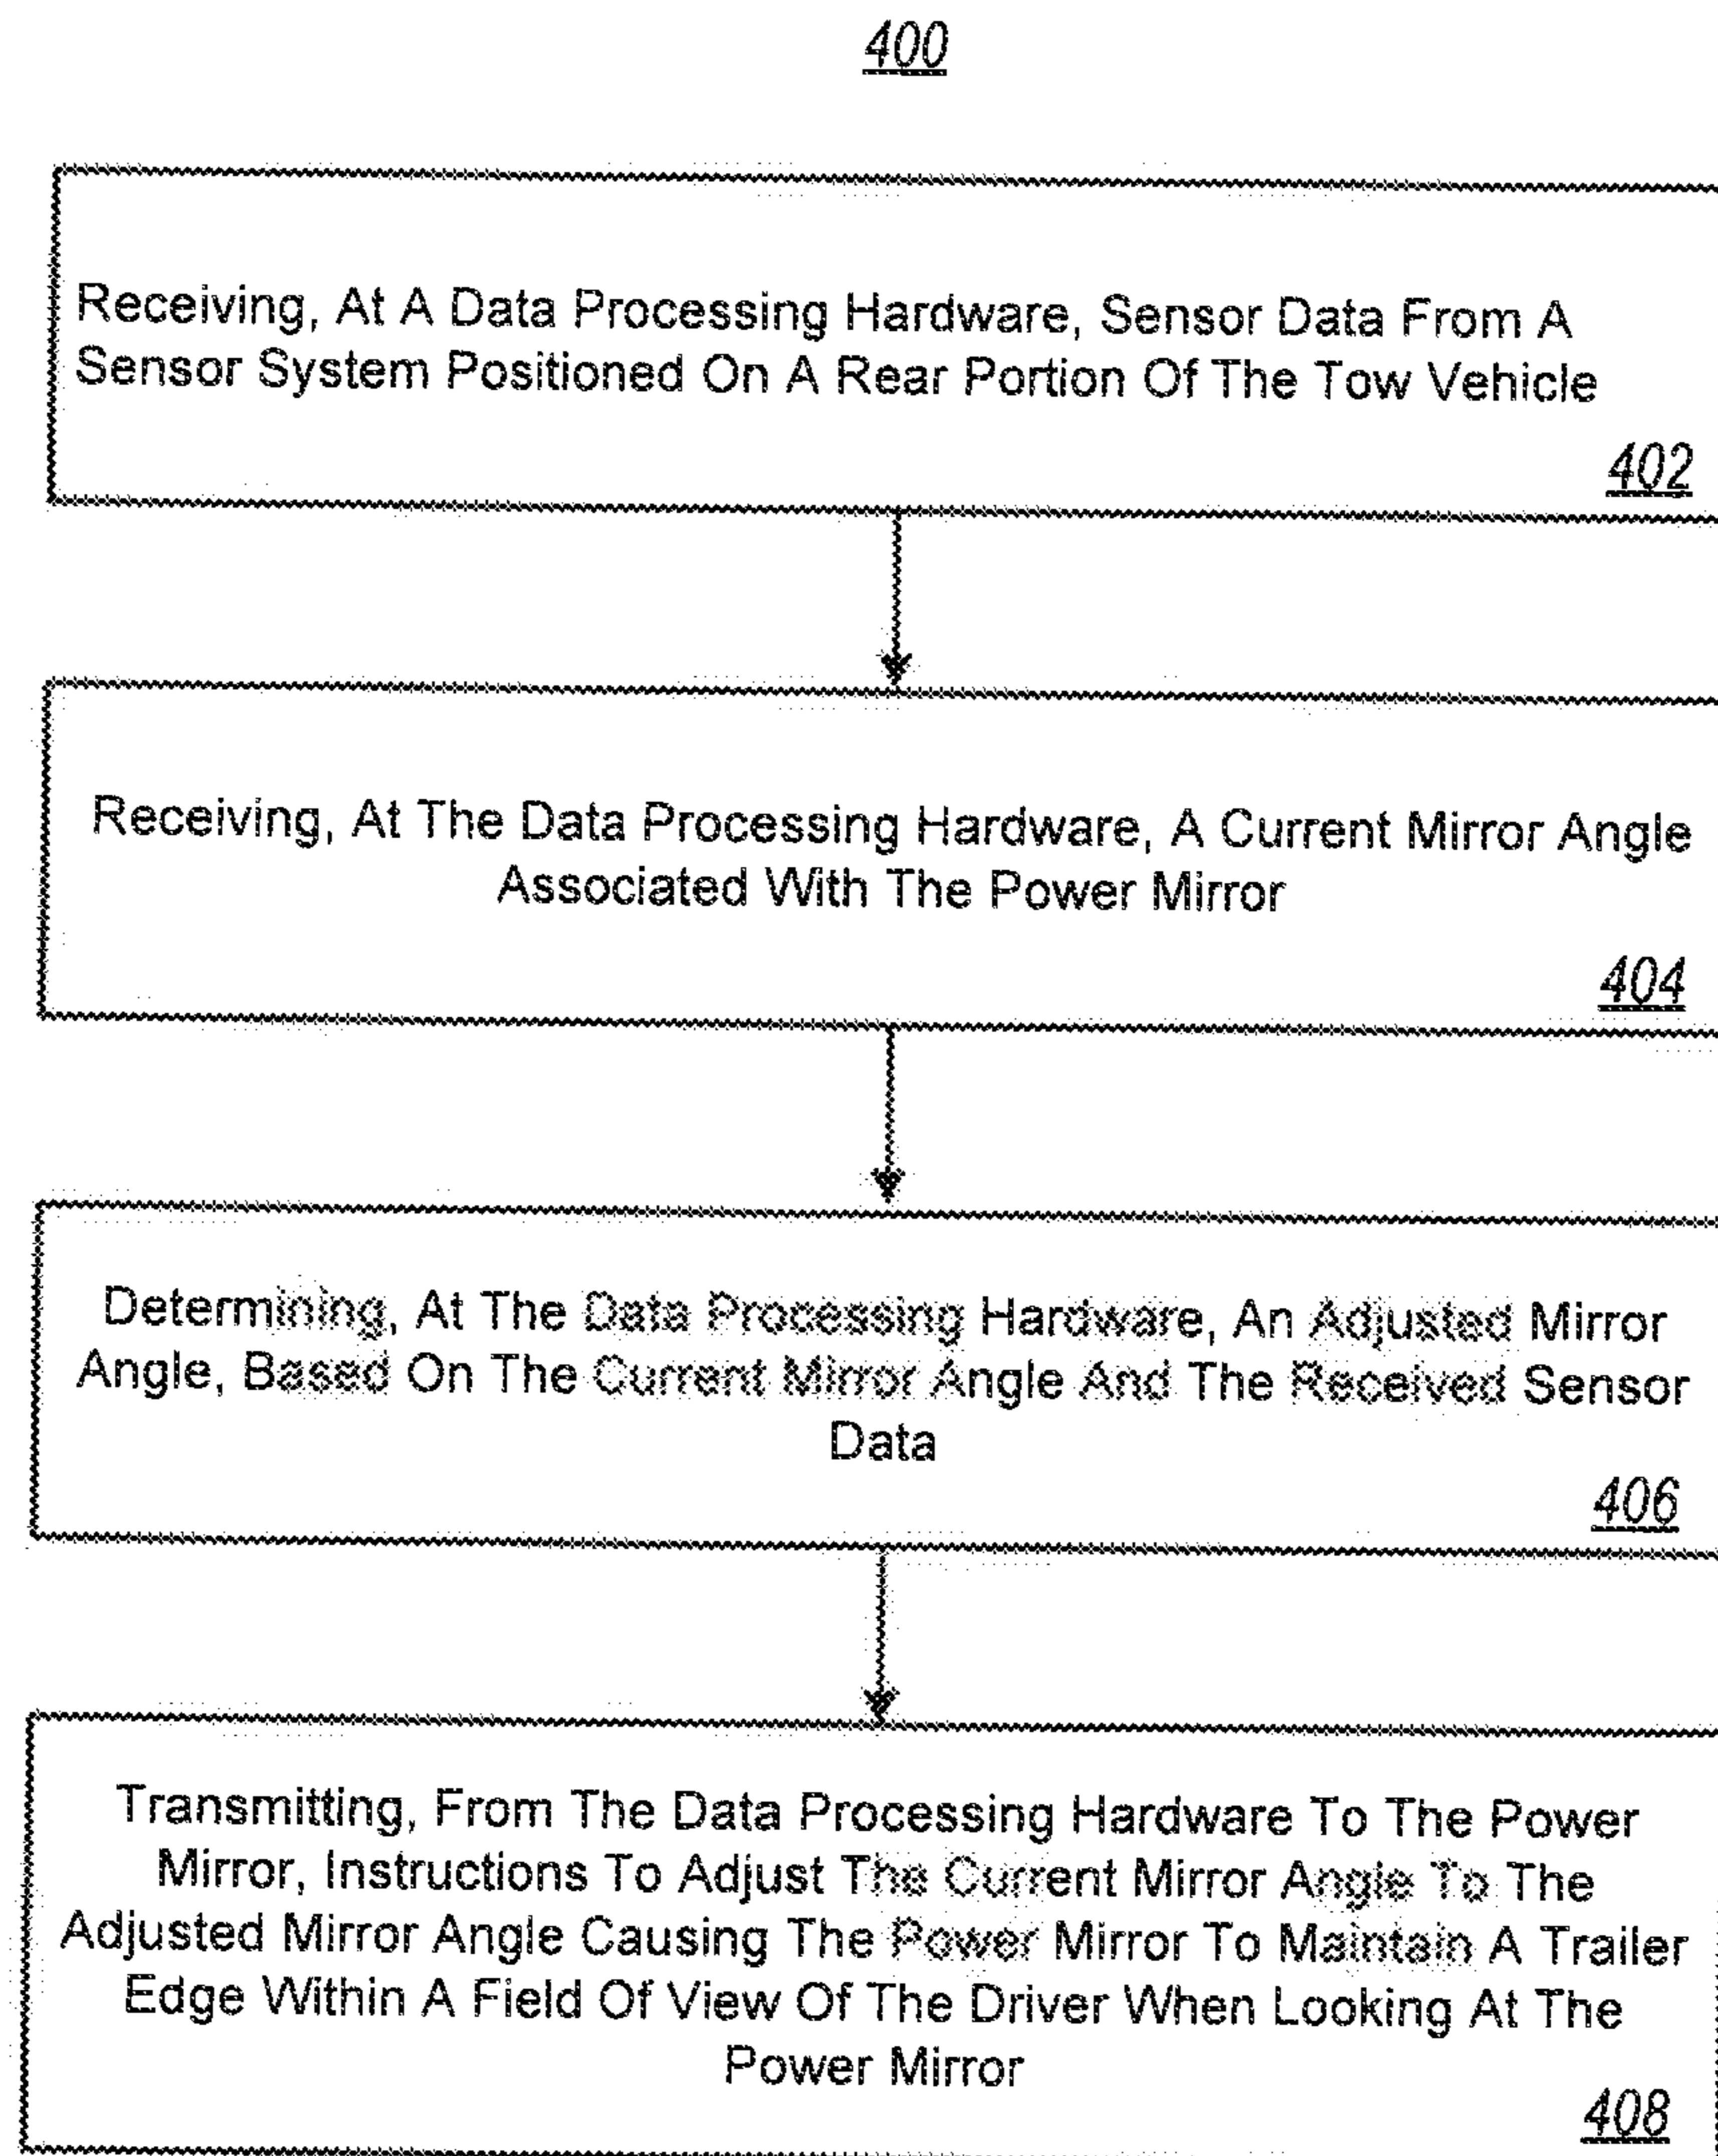 400
Receiving, At A Data Processing Hardware, Sensor Data From A
Sensor System Positioned On A Rear Portion Of The Tow Vehicle
402
Receiving, At The Data Processing Hardware, A Current Mirror Angle
Associated With The Power Mirror
404
Determining, At The Data Processing Hardware, An Adjusted Mirror
Angle, Based On The Current Mirror Angle And The Received Sensor
Data
406
Transmitting, From The Data Processing Hardware To The Power
Mirror, Instructions To Adjust The Current Mirror Angle To The
Adjusted Mirror Angle Causing The Power Mirror To Maintain A Trailer
Edge Within A Field Of View Of The Driver When Looking At The
Power Mirror
408